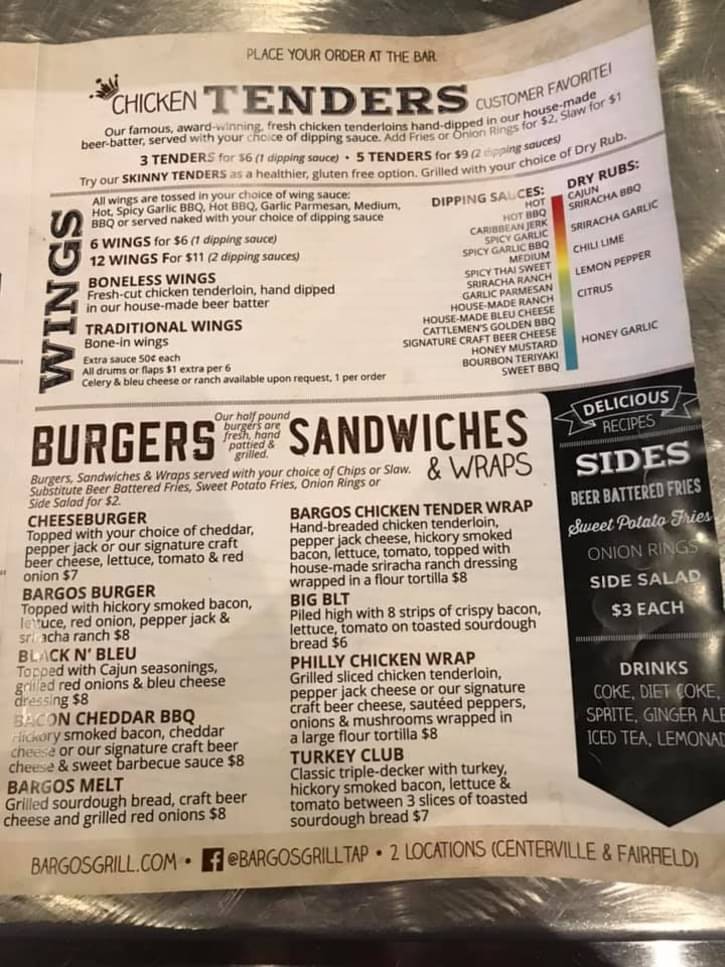 PLACE YOUR ORDER AT THE BAR
CHICKEN TENDERS CUSTOMER FAVORITE!
Our famous, award-winning, fresh chicken tenderloins hand-dipped in our house-made
beer-batter, served with your choice of dipping sauce. Add Fries or Onion Rings for $2, Slaw for $1
3 TENDERS for $6 (1 dipping sauce) • 5 TENDERS for $9 (2 dipping sauces)
Try our SKINNY TENDERS as a healthier, gluten free option. Grilled with your choice of Dry Rub.
WINGS
All wings are tossed in your choice of wing sauce:
Hot, Spicy Garlic BBQ, Hot BBQ, Garlic Parmesan, Medium,
BBQ or served naked with your choice of dipping sauce
6 WINGS for $6 (1 dipping sauce)
12 WINGS For $11 (2 dipping sauces)
BONELESS WINGS
Fresh-cut chicken tenderloin, hand dipped
in our house-made beer batter
TRADITIONAL WINGS
Bone-in wings
Extra sauce 50¢ each
All drums or flaps $1 extra per 6
Celery & bleu cheese or ranch available upon request, 1 per order
DIPPING SAUCES:
HOT
HOT BBQ
CARIBBEAN JERK
SPICY GARLIC
SPICY GARLIC BBQ
MEDIUM
SPICY THAI SWEET
SRIRACHA RANCH
GARLIC PARMESAN
HOUSE-MADE RANCH
HOUSE-MADE BLEU CHEESE
CATTLEMEN'S GOLDEN BBQ
SIGNATURE CRAFT BEER CHEESE
HONEY MUSTARD
BOURBON TERIYAKI
SWEET BBQ
DRY RUBS:
CAJUN
SRIRACHA BBQ
SRIRACHA GARLIC
CHILI LIME
LEMON PEPPER
CITRUS
HONEY GARLIC
BURGERS
Our half pound
burgers are
fresh, hand
pattied &
grilled.
SANDWICHES
& WRAPS
Burgers, Sandwiches & Wraps served with your choice of Chips or Slaw.
Substitute Beer Battered Fries, Sweet Potato Fries, Onion Rings or
Side Salad for $2.
CHEESEBURGER
Topped with your choice of cheddar,
pepper jack or our signature craft
beer cheese, lettuce, tomato & red
onion $7
BARGOS BURGER
Topped with hickory smoked bacon,
lettuce, red onion, pepper jack &
sriracha ranch $8
BLACK N' BLEU
Topped with Cajun seasonings,
grilled red onions & bleu cheese
dressing $8
BACON CHEDDAR BBQ
Hickory smoked bacon, cheddar
cheese or our signature craft beer
cheese & sweet barbecue sauce $8
BARGOS MELT
Grilled sourdough bread, craft beer
cheese and grilled red onions $8
BARGOS CHICKEN TENDER WRAP
Hand-breaded chicken tenderloin,
pepper jack cheese, hickory smoked
bacon, lettuce, tomato, topped with
house-made sriracha ranch dressing
wrapped in a flour tortilla $8
BIG BLT
Piled high with 8 strips of crispy bacon,
lettuce, tomato on toasted sourdough
bread $6
PHILLY CHICKEN WRAP
Grilled sliced chicken tenderloin,
pepper jack cheese or our signature
craft beer cheese, sautéed peppers,
onions & mushrooms wrapped in
a large flour tortilla $8
TURKEY CLUB
Classic triple-decker with turkey,
hickory smoked bacon, lettuce &
tomato between 3 slices of toasted
sourdough bread $7
DELICIOUS
RECIPES
SIDES
BEER BATTERED FRIES
Sweet Potato Fries
ONION RINGS
SIDE SALAD
$3 EACH
DRINKS
COKE, DIET COKE,
SPRITE, GINGER ALE
ICED TEA, LEMONAD
BARGOSGRILL.COM • f @BARGOSGRILLTAP • 2 LOCATIONS (CENTERVILLE & FAIRFIELD)